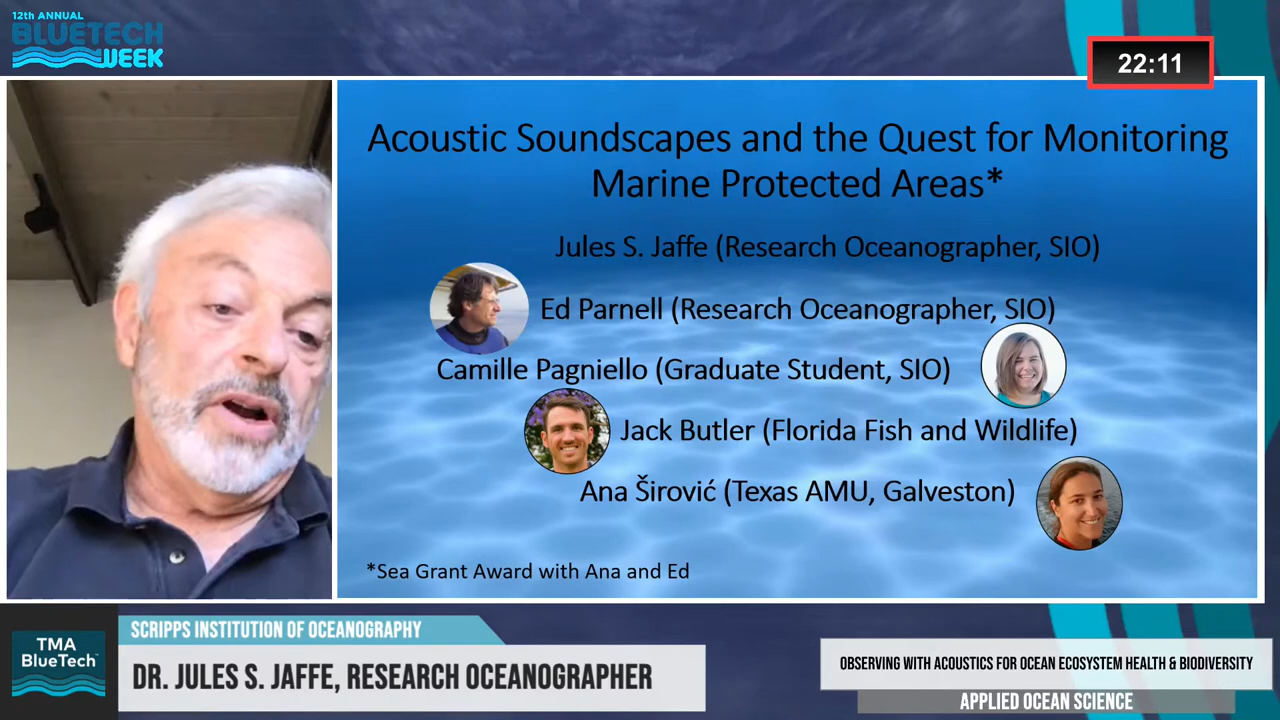 12th ANNUAL
BLUETECH
WEEK
22:11
Acoustic Soundscapes and the Quest for Monitoring
Marine Protected Areas*
Jules S. Jaffe (Research Oceanographer, SIO)
Ed Parnell (Research Oceanographer, SIO)
Camille Pagniello (Graduate Student, SIO)
Jack Butler (Florida Fish and Wildlife)
Ana Širović (Texas AMU, Galveston)
*Sea Grant Award with Ana and Ed
TMA
BlueTech™
SCRIPPS INSTITUTION OF OCEANOGRAPHY
DR. JULES S. JAFFE, RESEARCH OCEANOGRAPHER
OBSERVING WITH ACOUSTICS FOR OCEAN ECOSYSTEM HEALTH & BIODIVERSITY
APPLIED OCEAN SCIENCE